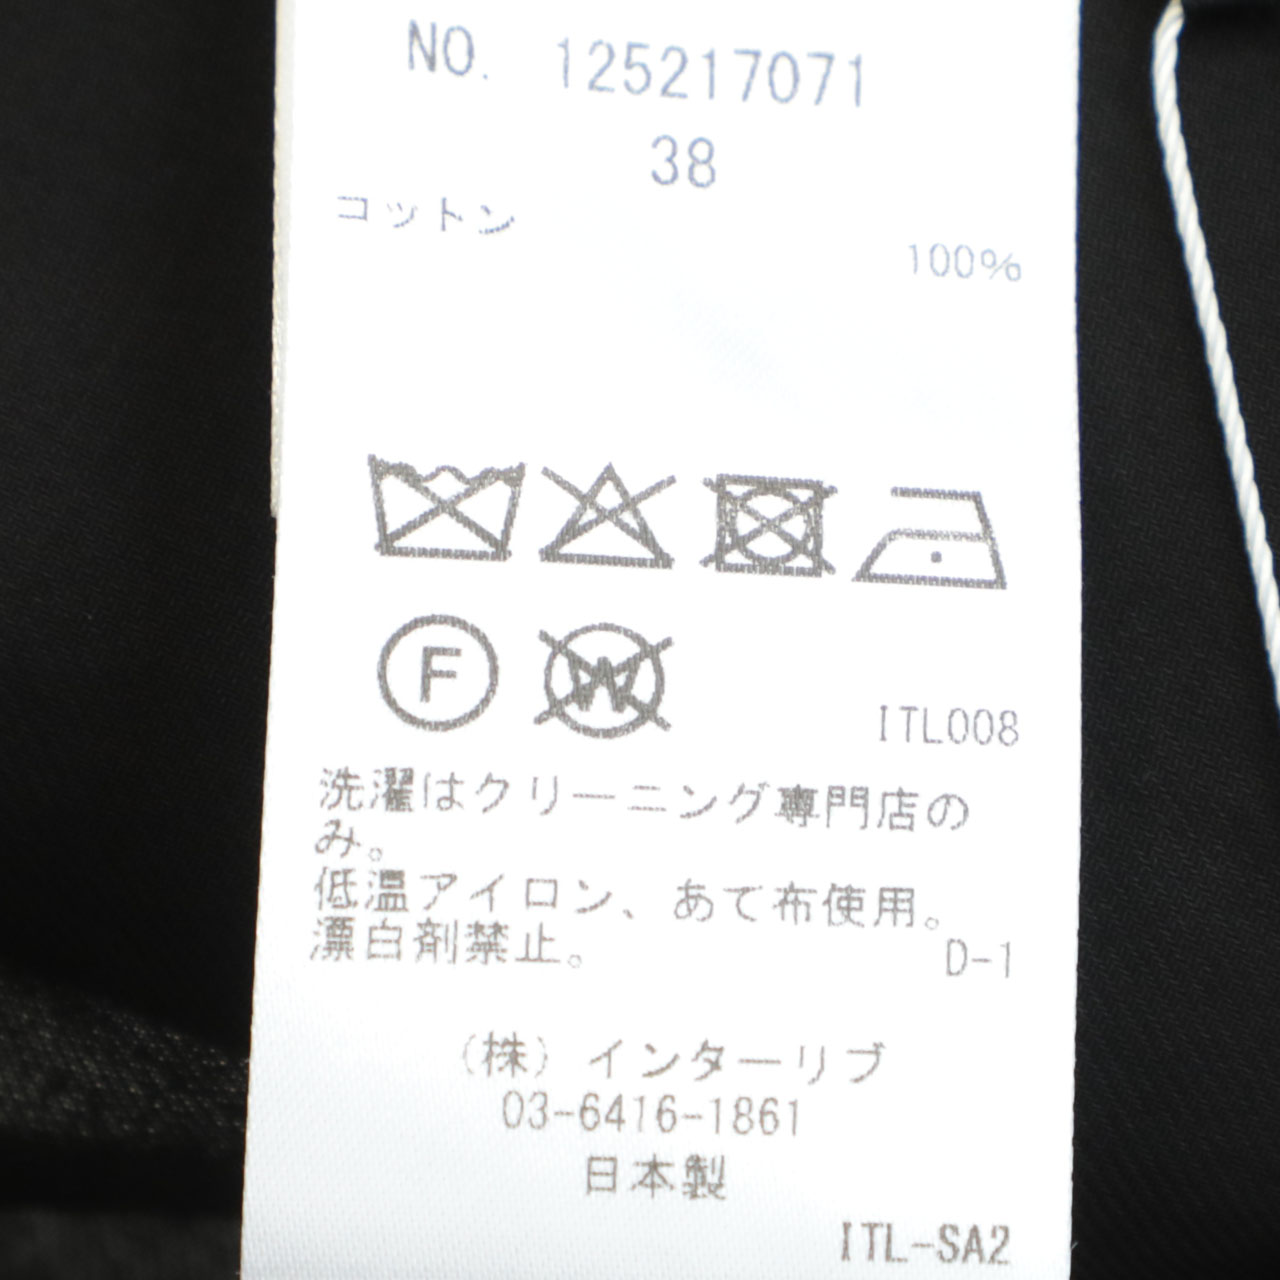 NO. 125217071
38
コットン
100%
F
W
ITL008
洗濯はクリーニング専門店の
み。
低温アイロン、あて布使用。
漂白剤禁止。
D-1
(株)インターリブ
03-6416-1861
日本製
ITL-SA2